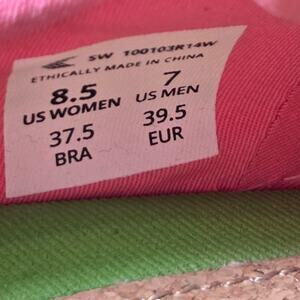 SW 100103R14W
ETHICALLY MADE IN CHINA
8.5 7
US WOMEN US MEN
37.5 39.5
BRA EUR